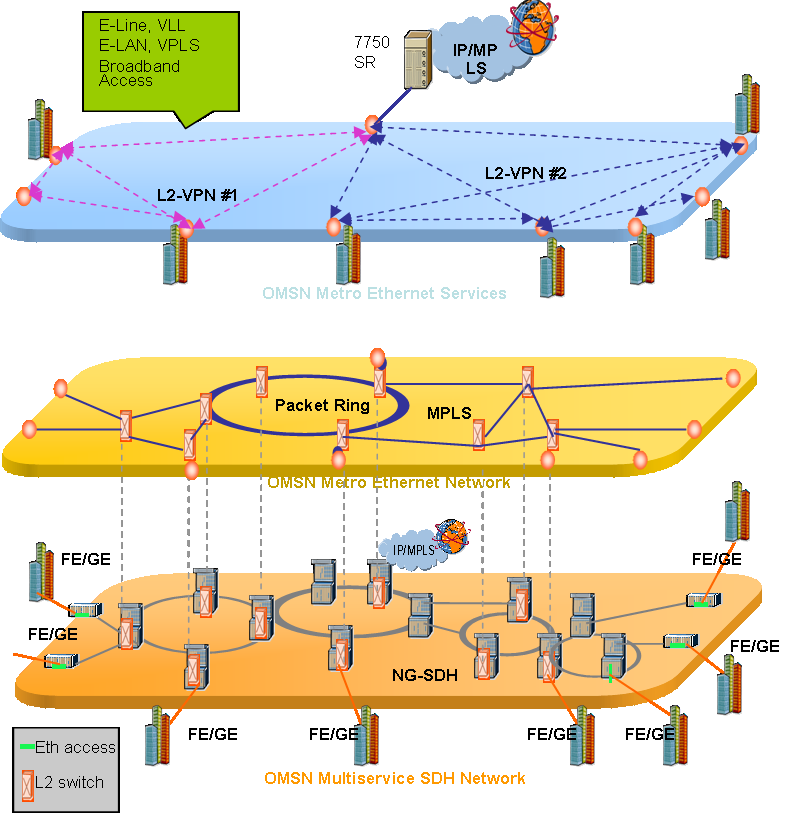 E-Line, VLL
E-LAN, VPLS
Broadband
Access
7750
SR
IP/MP
LS
L2-VPN #1
L2-VPN #2
OMSN Metro Ethernet Services
Packet Ring
MPLS
OMSN Metro Ethernet Network
IP/MPLS
FE/GE
FE/GE
FE/GE
FE/GE
NG-SDH
FE/GE
FE/GE
FE/GE
FE/GE
Eth access
L2 switch
OMSN Multiservice SDH Network